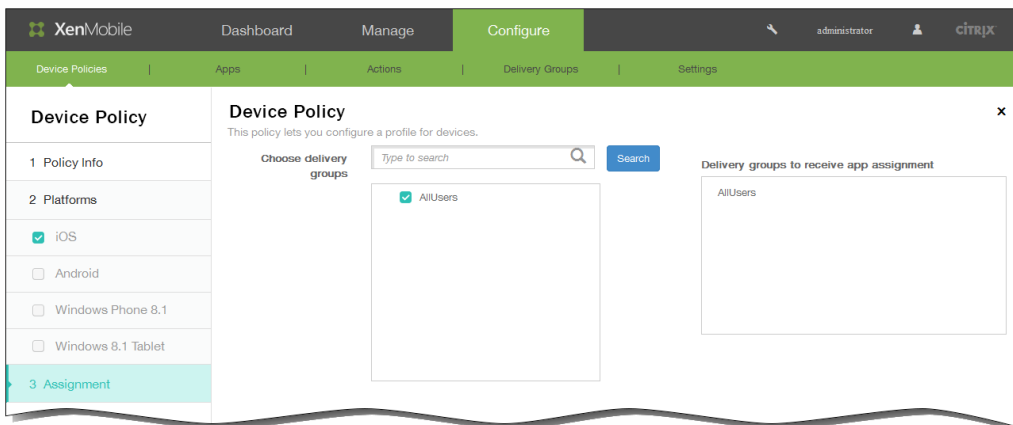 XenMobile Dashboard Manage Configure administrator CITRIX
Device Policies | Apps | Actions | Delivery Groups | Settings
Device Policy
1 Policy Info
2 Platforms
iOS
Android
Windows Phone 8.1
Windows 8.1 Tablet
3 Assignment
Device Policy
This policy lets you configure a profile for devices.
Choose delivery
groups
Type to search
Search
AllUsers
Delivery groups to receive app assignment
AllUsers